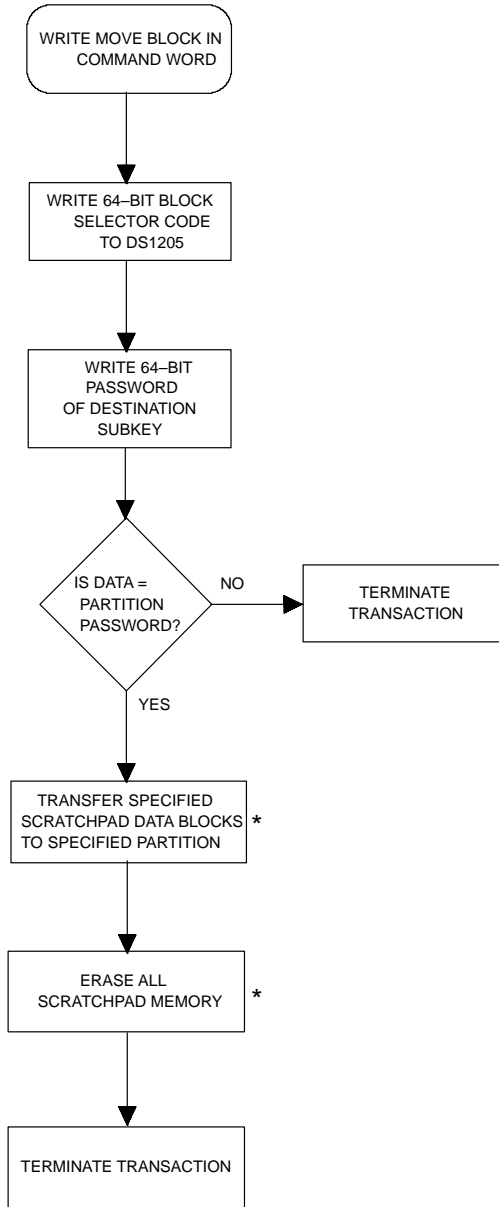 WRITE MOVE BLOCK IN
COMMAND WORD
WRITE 64–BIT BLOCK
SELECTOR CODE
TO DS1205
WRITE 64–BIT
PASSWORD
OF DESTINATION
SUBKEY
IS DATA =
PARTITION
PASSWORD?
NO
TERMINATE
TRANSACTION
YES
TRANSFER SPECIFIED
SCRATCHPAD DATA BLOCKS *
TO SPECIFIED PARTITION
ERASE ALL
SCRATCHPAD MEMORY *
TERMINATE TRANSACTION